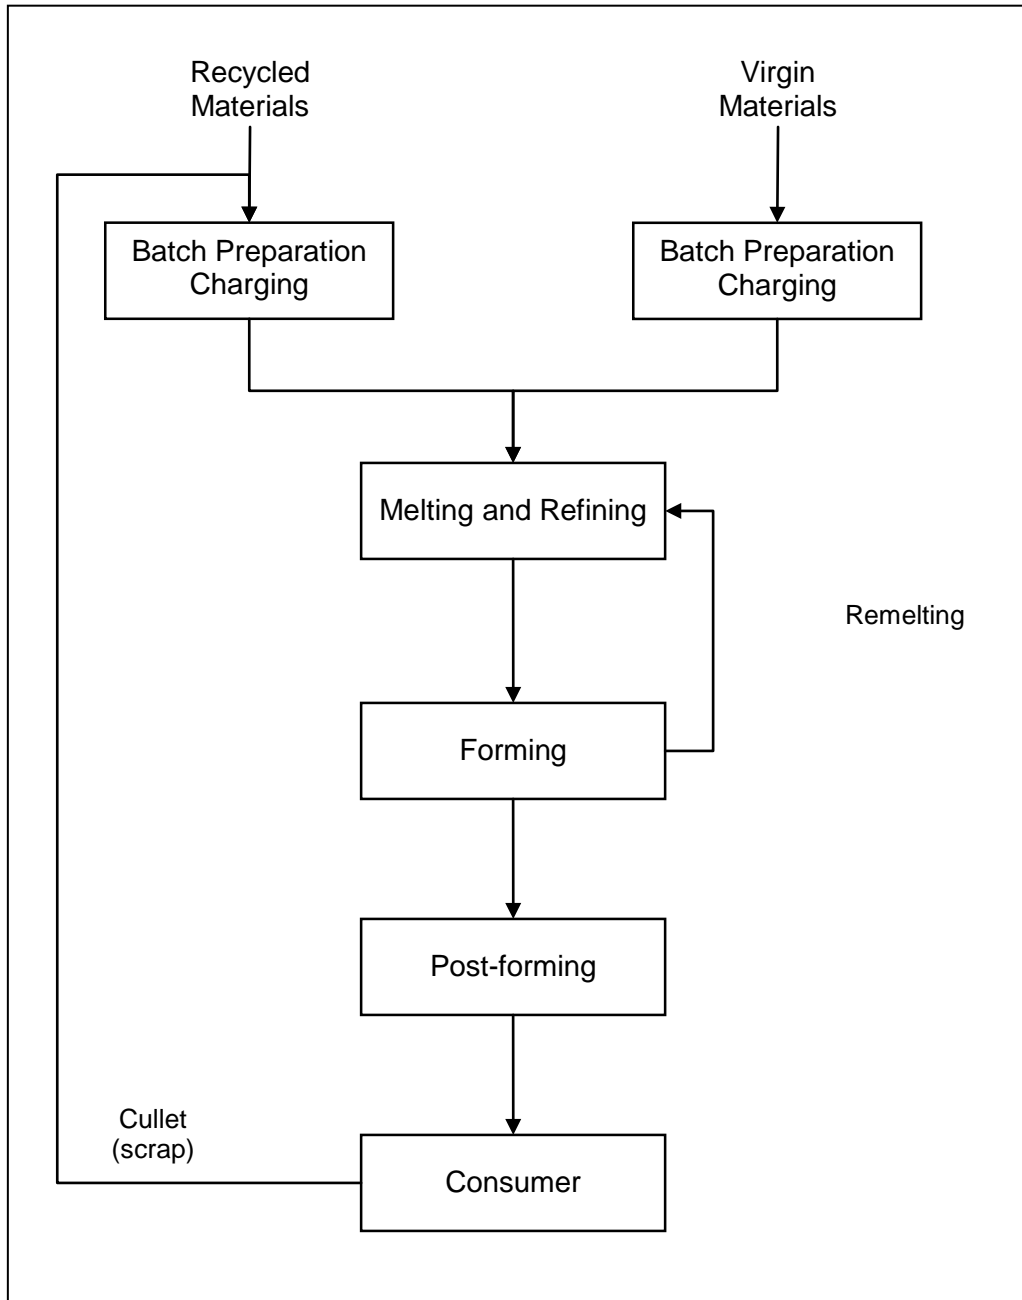 Recycled
Materials
Virgin
Materials
Batch Preparation
Charging
Batch Preparation
Charging
Melting and Refining
Remelting
Forming
Post-forming
Cullet
(scrap)
Consumer